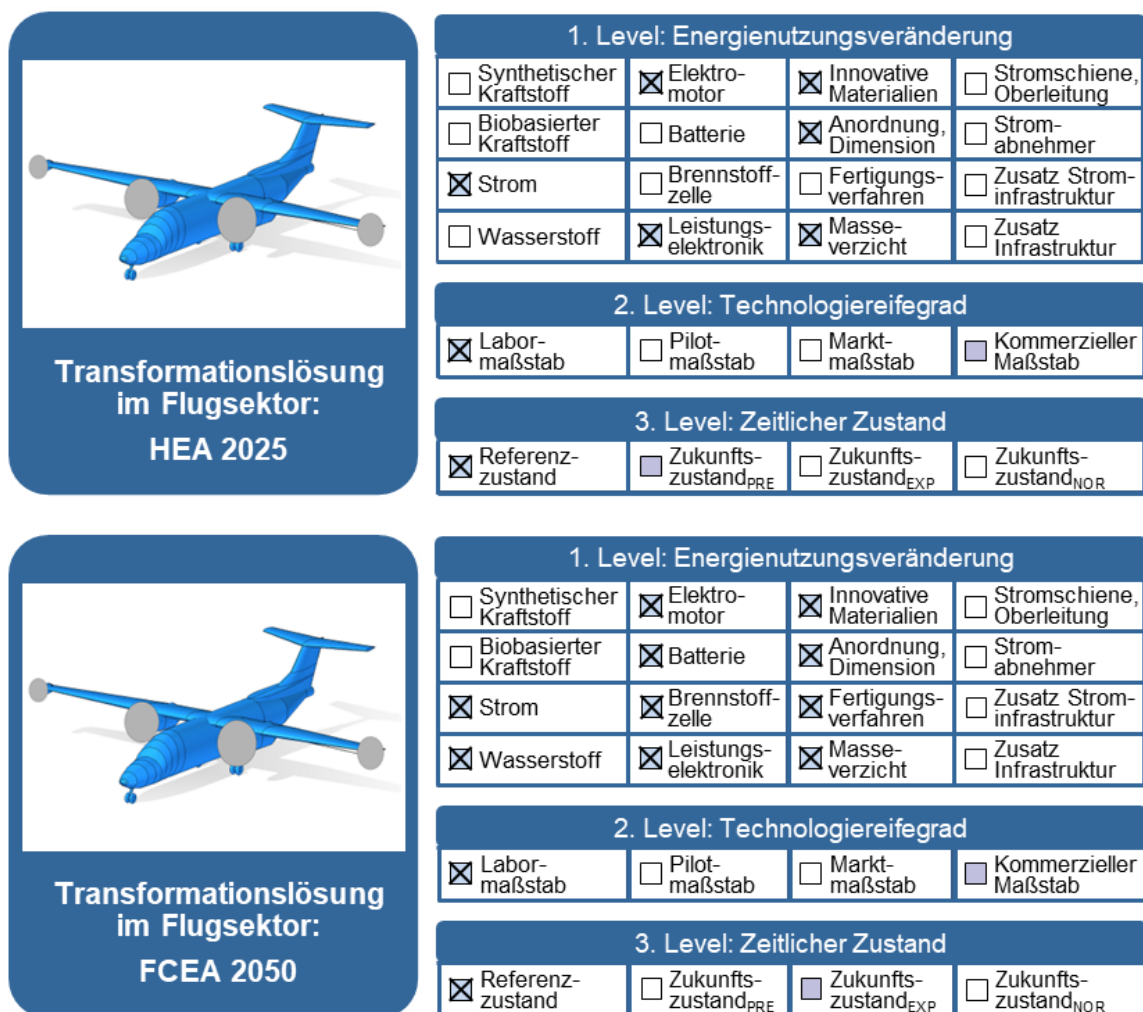 1. Level: Energienutzungsveränderung
Synthetischer Kraftstoff
Elektro-motor
Innovative Materialien
Stromschiene, Oberleitung
Biobasierter Kraftstoff
Batterie
Anordnung, Dimension
Strom-abnehmer
Strom
Brennstoff-zelle
Fertigungs-verfahren
Zusatz Strom-infrastruktur
Wasserstoff
Leistungs-elektronik
Masse-verzicht
Zusatz Infrastruktur
2. Level: Technologiereifegrad
Labor-maßstab
Pilot-maßstab
Markt-maßstab
Kommerzieller Maßstab
3. Level: Zeitlicher Zustand
Referenz-zustand
Zukunfts-zustandPRE
Zukunfts-zustandEXP
Zukunfts-zustandNOR
Transformationslösung
im Flugsektor:
HEA 2025
1. Level: Energienutzungsveränderung
Synthetischer Kraftstoff
Elektro-motor
Innovative Materialien
Stromschiene, Oberleitung
Biobasierter Kraftstoff
Batterie
Anordnung, Dimension
Strom-abnehmer
Strom
Brennstoff-zelle
Fertigungs-verfahren
Zusatz Strom-infrastruktur
Wasserstoff
Leistungs-elektronik
Masse-verzicht
Zusatz Infrastruktur
2. Level: Technologiereifegrad
Labor-maßstab
Pilot-maßstab
Markt-maßstab
Kommerzieller Maßstab
3. Level: Zeitlicher Zustand
Referenz-zustand
Zukunfts-zustandPRE
Zukunfts-zustandEXP
Zukunfts-zustandNOR
Transformationslösung
im Flugsektor:
FCEA 2050